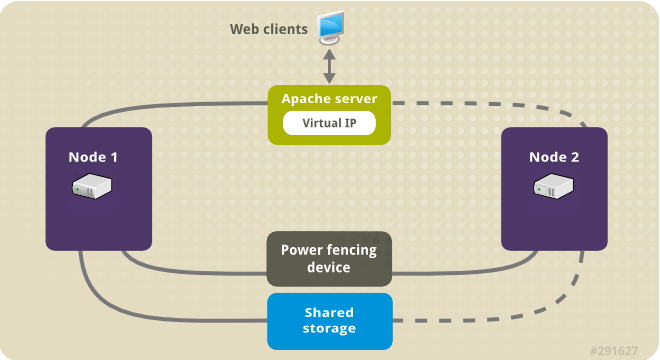 Web clients
Apache server
Virtual IP
Node 1
Node 2
Power fencing
device
Shared
storage
#291627